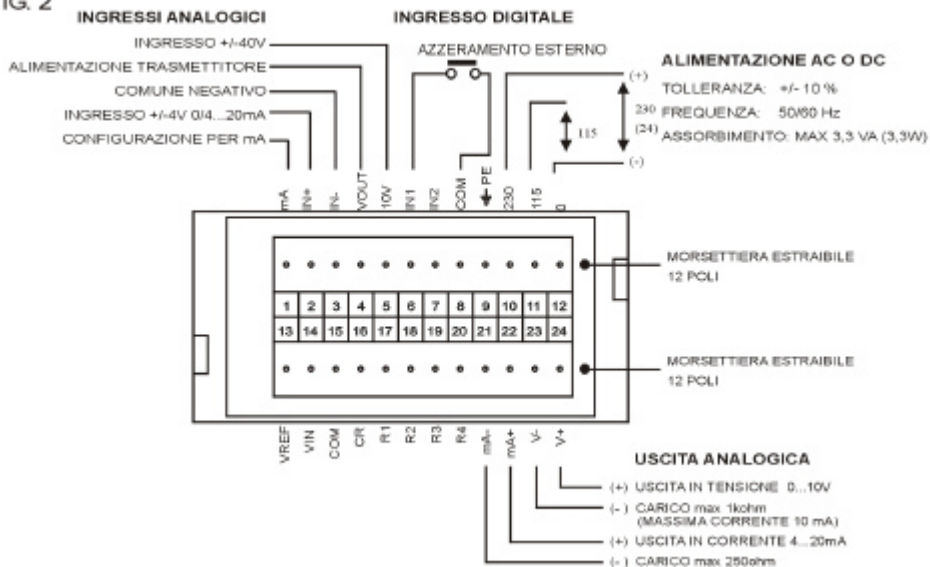 FIG. 2
INGRESSI ANALOGICI
INGRESSO DIGITALE
INGRESSO +/-40V
ALIMENTAZIONE TRASMETTITORE
COMUNE NEGATIVO
INGRESSO +/-4V 0/4...20mA
CONFIGURAZIONE PER mA
AZZERAMENTO ESTERNO
ALIMENTAZIONE AC O DC
TOLLERANZA: +/- 10 %
FREQUENZA: 50/60 Hz
ASSORBIMENTO: MAX 3,3 VA (3,3W)
(+)
230
(24)
115
(-)
mA
IN+
IN-
VOUT
10V
IN1
IN2
COM
PE
230
115
0
MORSETTIERA ESTRAIBILE
12 POLI
1 2 3 4 5 6 7 8 9 10 11 12
13 14 15 16 17 18 19 20 21 22 23 24
MORSETTIERA ESTRAIBILE
12 POLI
VREF
VIN
COM
CR
R1
R2
R3
R4
mA-
mA+
V-
V+
USCITA ANALOGICA
(+) USCITA IN TENSIONE 0...10V
(-) CARICO max 1kohm
(MASSIMA CORRENTE 10 mA)
(+) USCITA IN CORRENTE 4...20mA
(-) CARICO max 250ohm